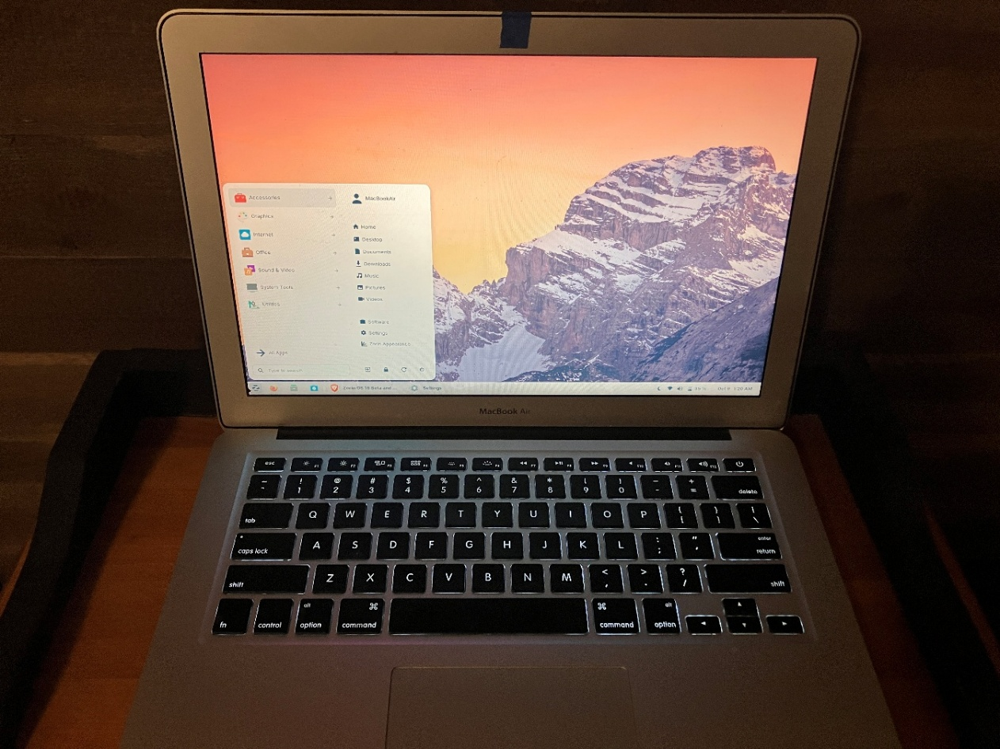 Accessories
MacBookAir
Graphics
Home
Internet
Desktop
Office
Documents
Downloads
Sound & Video
Music
System Tools
Pictures
Utilities
Videos
Software
Settings
Zorin Appearance
All Apps
Type to search
Zorin OS 18 Beta and ...
Settings
1:29 AM
MacBook Air
esc F1 F2 F3 F4 F5 F6 F7 F8 F9 F10 F11 F12
~ ! @ # $ % ^ & * ( ) _ +
` 1 2 3 4 5 6 7 8 9 0 - = delete
tab Q W E R T Y U I O P { [ } ] | \
caps lock A S D F G H J K L : ; " ' enter return
shift Z X C V B N M < , > . ? / shift
alt ⌘ ⌘ alt
fn control option command command option